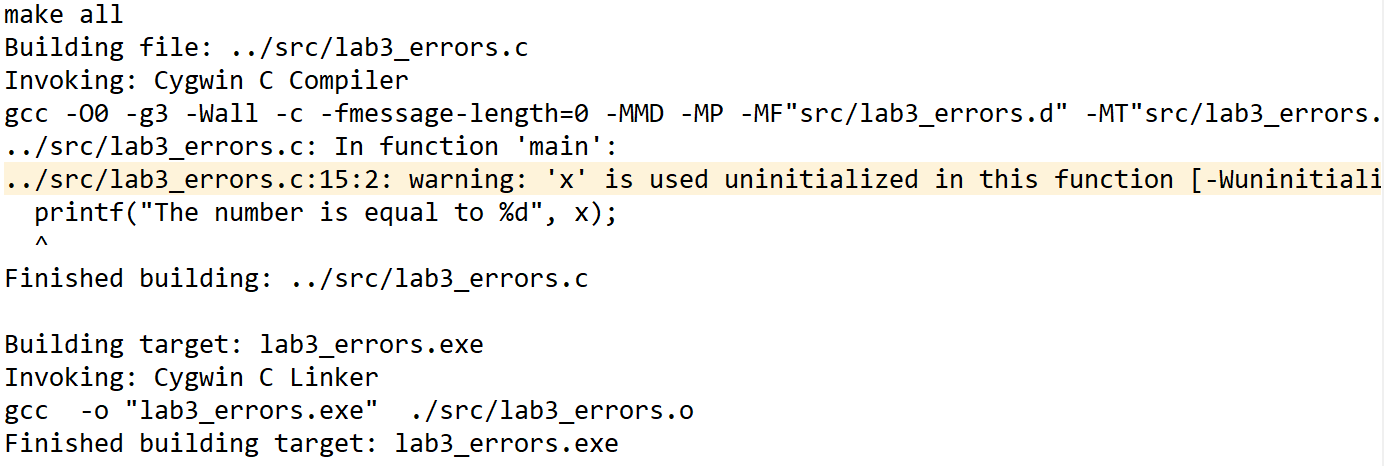 make all
Building file: ../src/lab3_errors.c
Invoking: Cygwin C Compiler
gcc -O0 -g3 -Wall -c -fmessage-length=0 -MMD -MP -MF"src/lab3_errors.d" -MT"src/lab3_errors.
../src/lab3_errors.c: In function 'main':
../src/lab3_errors.c:15:2: warning: 'x' is used uninitialized in this function [-Wuninitiali
  printf("The number is equal to %d", x);
  ^
Finished building: ../src/lab3_errors.c

Building target: lab3_errors.exe
Invoking: Cygwin C Linker
gcc  -o "lab3_errors.exe"  ./src/lab3_errors.o
Finished building target: lab3_errors.exe